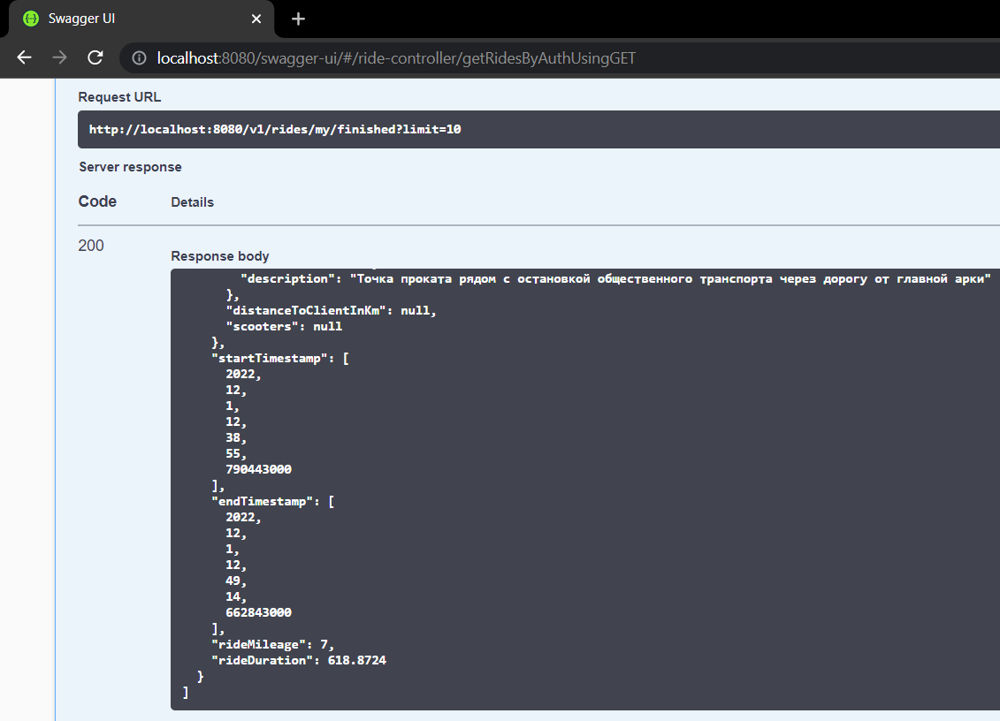 Swagger UI
localhost:8080/swagger-ui/#/ride-controller/getRidesByAuthUsingGET
Request URL
http://localhost:8080/v1/rides/my/finished?limit=10
Server response
Code Details
200
Response body
"description": "Точка проката рядом с остановкой общественного транспорта через дорогу от главной арки"
},
"distanceToClientInKm": null,
"scooters": null
},
"startTimestamp": [
2022,
12,
1,
12,
38,
55,
790443000
],
"endTimestamp": [
2022,
12,
1,
12,
49,
14,
662843000
],
"rideMileage": 7,
"rideDuration": 618.8724
}
]